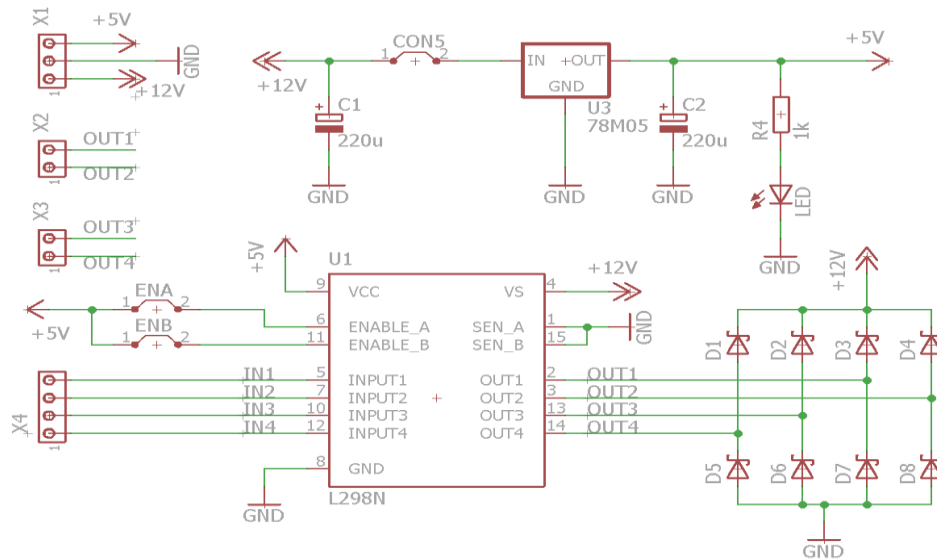 X1
+5V
GND
+12V
1
X2
OUT1
OUT2
1
X3
OUT3
OUT4
1
+12V
1
CON5
2
IN
+OUT
GND
U3
78M05
+5V
C1
220u
GND
GND
C2
220u
GND
R4
1k
LED
GND
+5V
ENA
1
2
ENB
1
2
+5V
U1
9
VCC
VS
4
+12V
6
ENABLE_A
SEN_A
1
GND
11
ENABLE_B
SEN_B
15
X4
1
IN1
5
INPUT1
OUT1
2
OUT1
IN2
7
INPUT2
OUT2
3
OUT2
IN3
10
INPUT3
OUT3
13
OUT3
IN4
12
INPUT4
OUT4
14
OUT4
8
GND
GND
L298N
+12V
D1
D2
D3
D4
D5
D6
D7
D8
GND